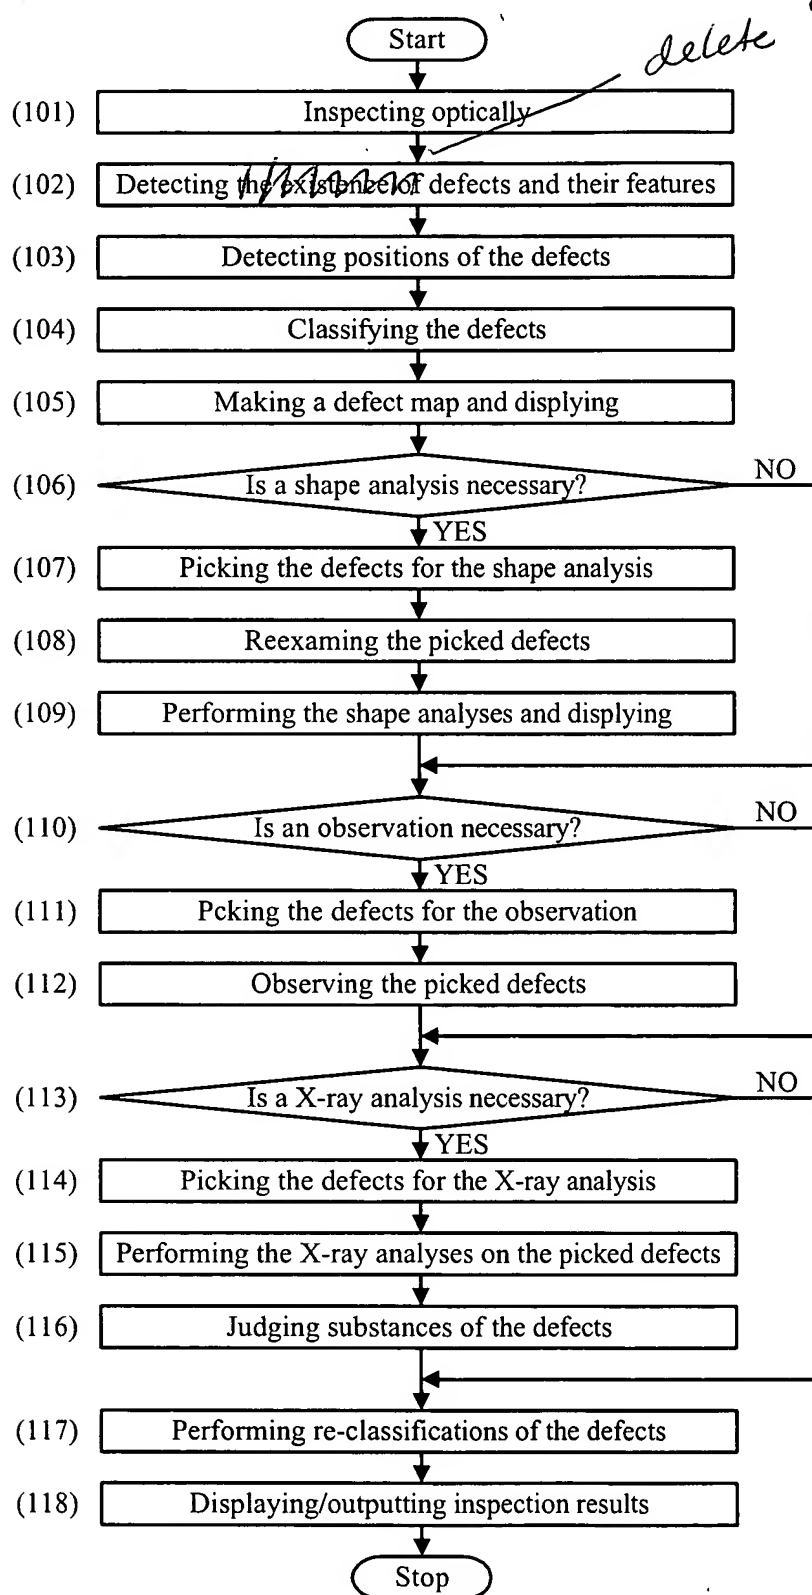 Start
delete
(101) Inspecting optically
(102) Detecting the existence of defects and their features
(103) Detecting positions of the defects
(104) Classifying the defects
(105) Making a defect map and displying
(106) Is a shape analysis necessary? NO
YES
(107) Picking the defects for the shape analysis
(108) Reexaming the picked defects
(109) Performing the shape analyses and displying
(110) Is an observation necessary? NO
YES
(111) Pcking the defects for the observation
(112) Observing the picked defects
(113) Is a X-ray analysis necessary? NO
YES
(114) Picking the defects for the X-ray analysis
(115) Performing the X-ray analyses on the picked defects
(116) Judging substances of the defects
(117) Performing re-classifications of the defects
(118) Displaying/outputting inspection results
Stop